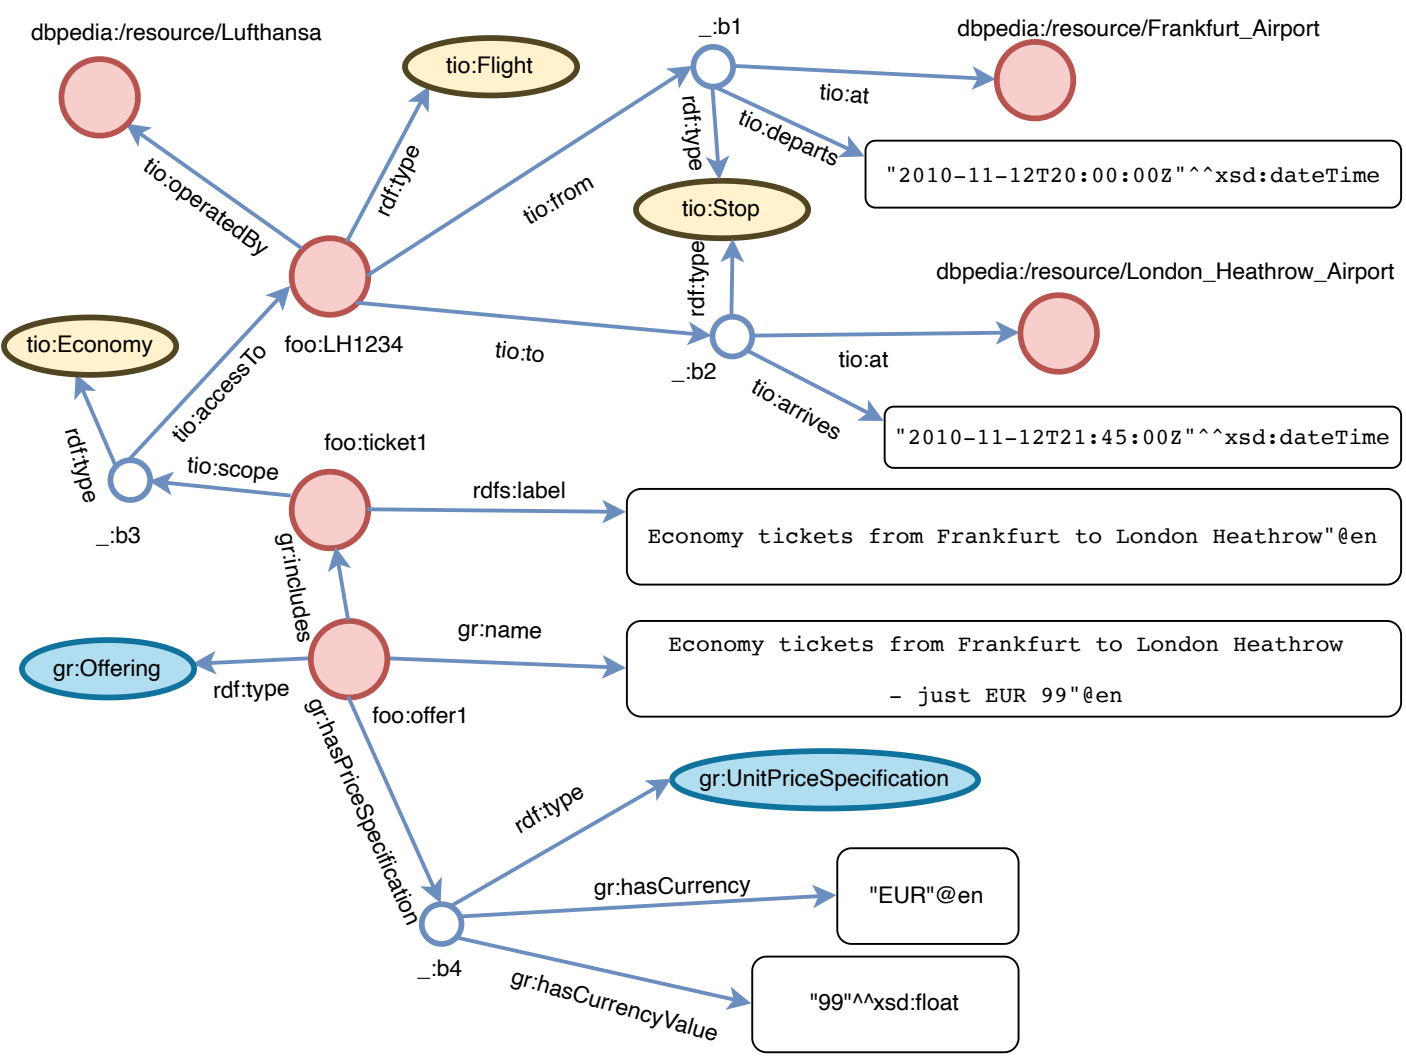 dbpedia:/resource/Lufthansa
tio:Flight
_:b1
dbpedia:/resource/Frankfurt_Airport
tio:at
rdf:type
tio:departs
"2010-11-12T20:00:00Z"^^xsd:dateTime
tio:operatedBy
rdf:type
tio:from
tio:Stop
rdf:type
dbpedia:/resource/London_Heathrow_Airport
tio:Economy
foo:LH1234
tio:to
_:b2
tio:at
tio:accessTo
tio:arrives
"2010-11-12T21:45:00Z"^^xsd:dateTime
rdf:type
foo:ticket1
tio:scope
rdfs:label
_:b3
Economy tickets from Frankfurt to London Heathrow"@en
gr:includes
gr:name
Economy tickets from Frankfurt to London Heathrow
- just EUR 99"@en
gr:Offering
rdf:type
foo:offer1
gr:hasPriceSpecification
gr:UnitPriceSpecification
rdf:type
gr:hasCurrency
"EUR"@en
_:b4
gr:hasCurrencyValue
"99"^^xsd:float